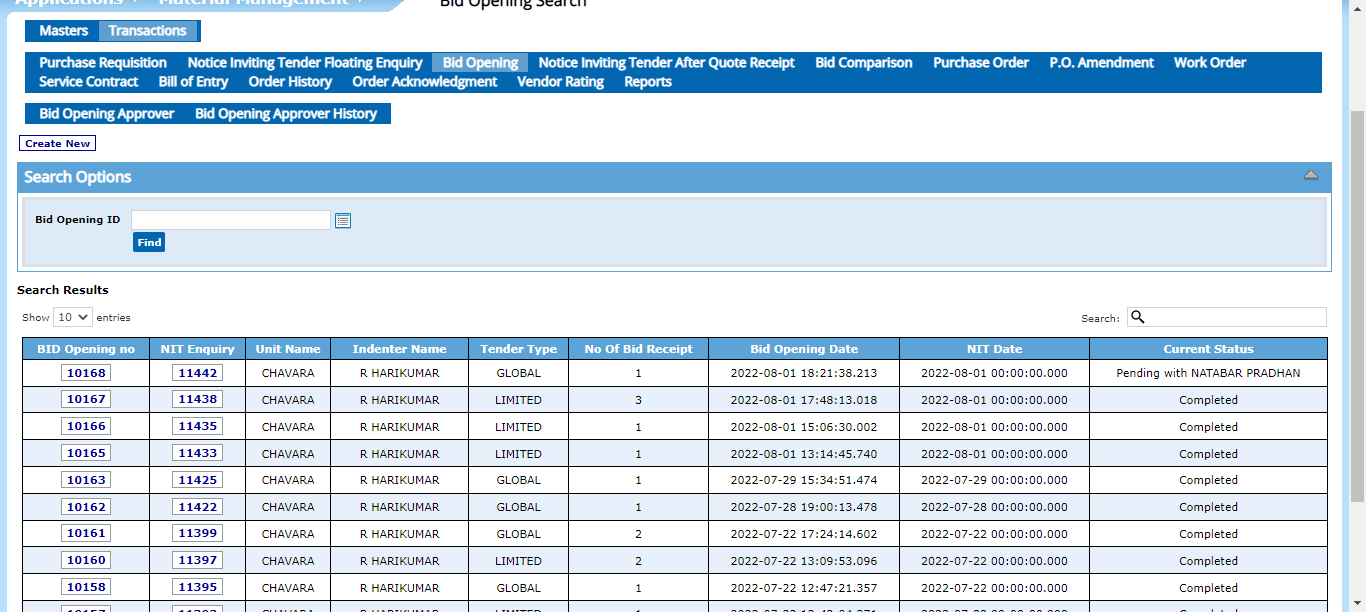 Applications Material Management
Bid Opening Search
Masters Transactions
Purchase Requisition Notice Inviting Tender Floating Enquiry Bid Opening Notice Inviting Tender After Quote Receipt Bid Comparison Purchase Order P.O. Amendment Work Order
Service Contract Bill of Entry Order History Order Acknowledgment Vendor Rating Reports
Bid Opening Approver Bid Opening Approver History
Create New
Search Options
Bid Opening ID
Find
Search Results
Show 10 entries Search:
BID Opening no NIT Enquiry Unit Name Indenter Name Tender Type No Of Bid Receipt Bid Opening Date NIT Date Current Status
10168 11442 CHAVARA R HARIKUMAR GLOBAL 1 2022-08-01 18:21:38.213 2022-08-01 00:00:00.000 Pending with NATABAR PRADHAN
10167 11438 CHAVARA R HARIKUMAR LIMITED 3 2022-08-01 17:48:13.018 2022-08-01 00:00:00.000 Completed
10166 11435 CHAVARA R HARIKUMAR LIMITED 1 2022-08-01 15:06:30.002 2022-08-01 00:00:00.000 Completed
10165 11433 CHAVARA R HARIKUMAR LIMITED 1 2022-08-01 13:14:45.740 2022-08-01 00:00:00.000 Completed
10163 11425 CHAVARA R HARIKUMAR GLOBAL 1 2022-07-29 15:34:51.474 2022-07-29 00:00:00.000 Completed
10162 11422 CHAVARA R HARIKUMAR GLOBAL 1 2022-07-28 19:00:13.478 2022-07-28 00:00:00.000 Completed
10161 11399 CHAVARA R HARIKUMAR GLOBAL 2 2022-07-22 17:24:14.602 2022-07-22 00:00:00.000 Completed
10160 11397 CHAVARA R HARIKUMAR LIMITED 2 2022-07-22 13:09:53.096 2022-07-22 00:00:00.000 Completed
10158 11395 CHAVARA R HARIKUMAR GLOBAL 1 2022-07-22 12:47:21.357 2022-07-22 00:00:00.000 Completed